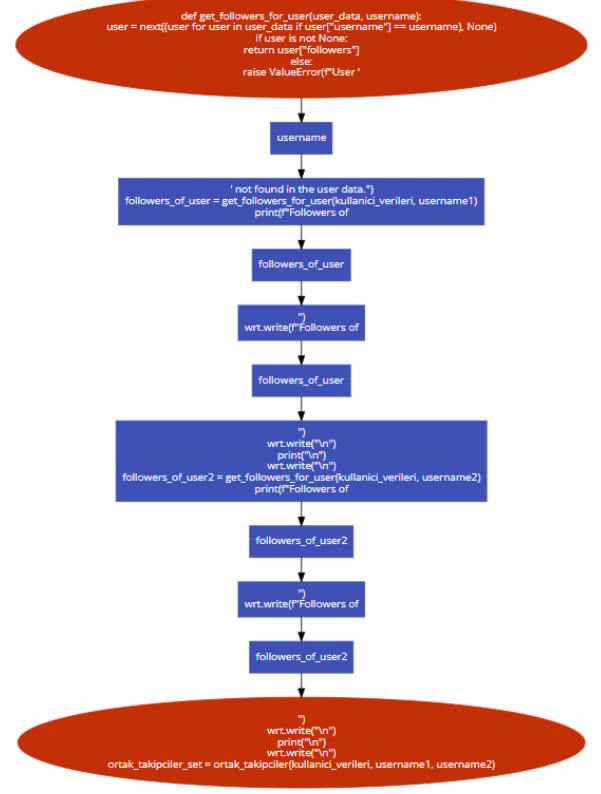 def get_followers_for_user(user_data, username):
user = next((user for user in user_data if user["username"] == username), None)
if user is not None:
return user["followers"]
else:
raise ValueError(f"User '
username
' not found in the user data.")
followers_of_user = get_followers_for_user(kullanici_verileri, username1)
print(f"Followers of
followers_of_user
")
wrt.write(f"Followers of
followers_of_user
")
wrt.write("\n")
print("\n")
wrt.write("\n")
followers_of_user2 = get_followers_for_user(kullanici_verileri, username2)
print(f"Followers of
followers_of_user2
")
wrt.write(f"Followers of
followers_of_user2
")
wrt.write("\n")
print("\n")
wrt.write("\n")
ortak_takipciler_set = ortak_takipciler(kullanici_verileri, username1, username2)